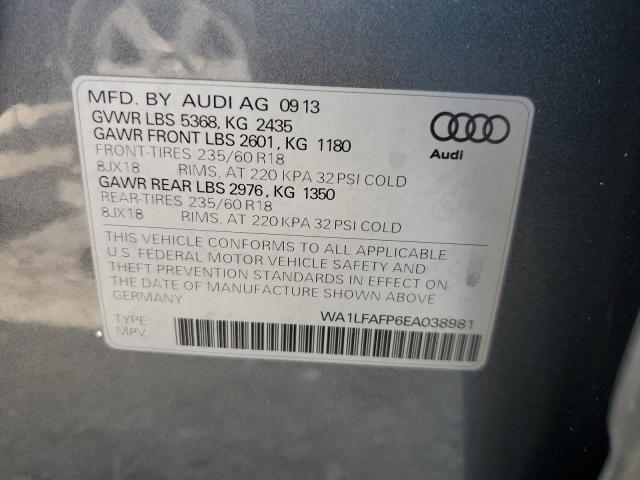 MFD. BY AUDI AG 09 13
GVWR LBS 5368, KG 2435
GAWR FRONT LBS 2601, KG 1180
FRONT-TIRES 235/60 R18
8JX18 RIMS, AT 220 KPA 32 PSI COLD
GAWR REAR LBS 2976, KG 1350
REAR-TIRES 235/60 R18
8JX18 RIMS, AT 220 KPA 32 PSI COLD
Audi
THIS VEHICLE CONFORMS TO ALL APPLICABLE
U.S. FEDERAL MOTOR VEHICLE SAFETY AND
THEFT PREVENTION STANDARDS IN EFFECT ON
THE DATE OF MANUFACTURE SHOWN ABOVE
GERMANY
WA1LFAFP6EA038981
TYPE
MPV